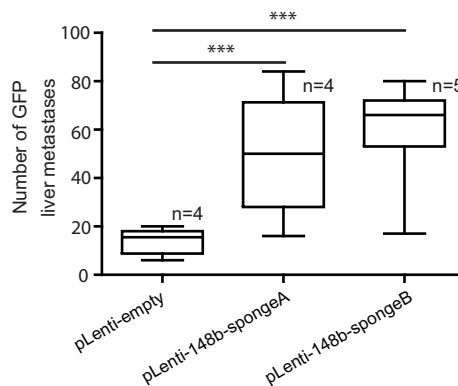 ***
***
100
80
60
40
20
0
Number of GFP
liver metastases
n=4
n=4
n=5
pLenti-empty
pLenti-148b-spongeA
pLenti-148b-spongeB